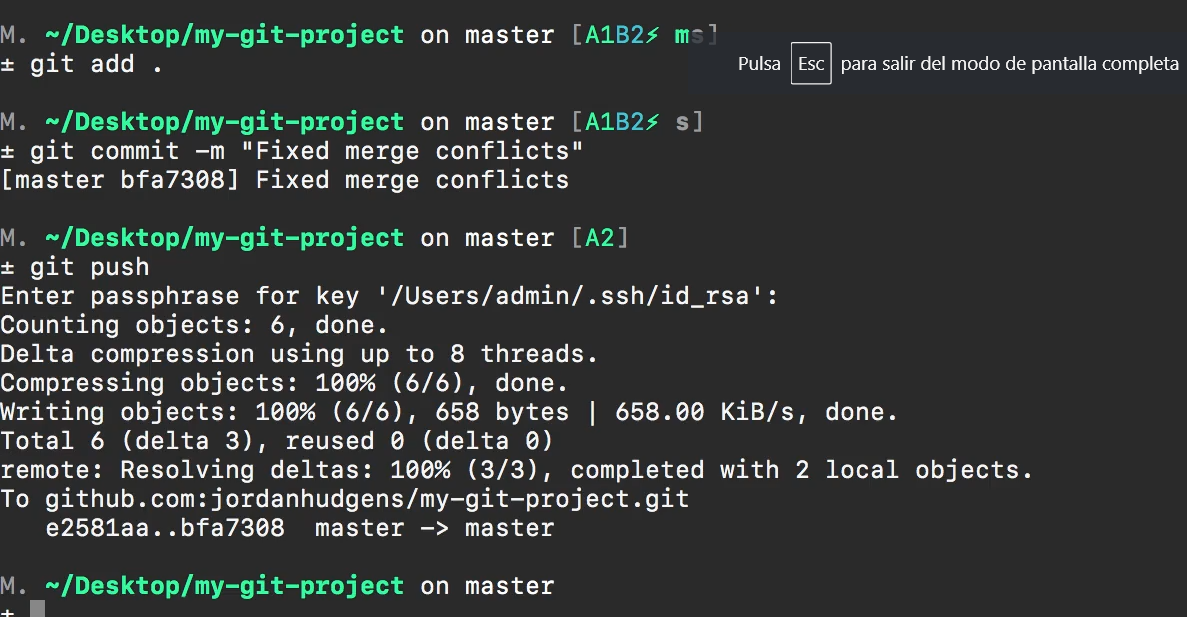 M. ~/Desktop/my-git-project on master [A1B2⚡ ms]
± git add .
Pulsa Esc para salir del modo de pantalla completa
M. ~/Desktop/my-git-project on master [A1B2⚡ s]
± git commit -m "Fixed merge conflicts"
[master bfa7308] Fixed merge conflicts
M. ~/Desktop/my-git-project on master [A2]
± git push
Enter passphrase for key '/Users/admin/.ssh/id_rsa':
Counting objects: 6, done.
Delta compression using up to 8 threads.
Compressing objects: 100% (6/6), done.
Writing objects: 100% (6/6), 658 bytes | 658.00 KiB/s, done.
Total 6 (delta 3), reused 0 (delta 0)
remote: Resolving deltas: 100% (3/3), completed with 2 local objects.
To github.com:jordanhudgens/my-git-project.git
   e2581aa..bfa7308  master -> master
M. ~/Desktop/my-git-project on master
±